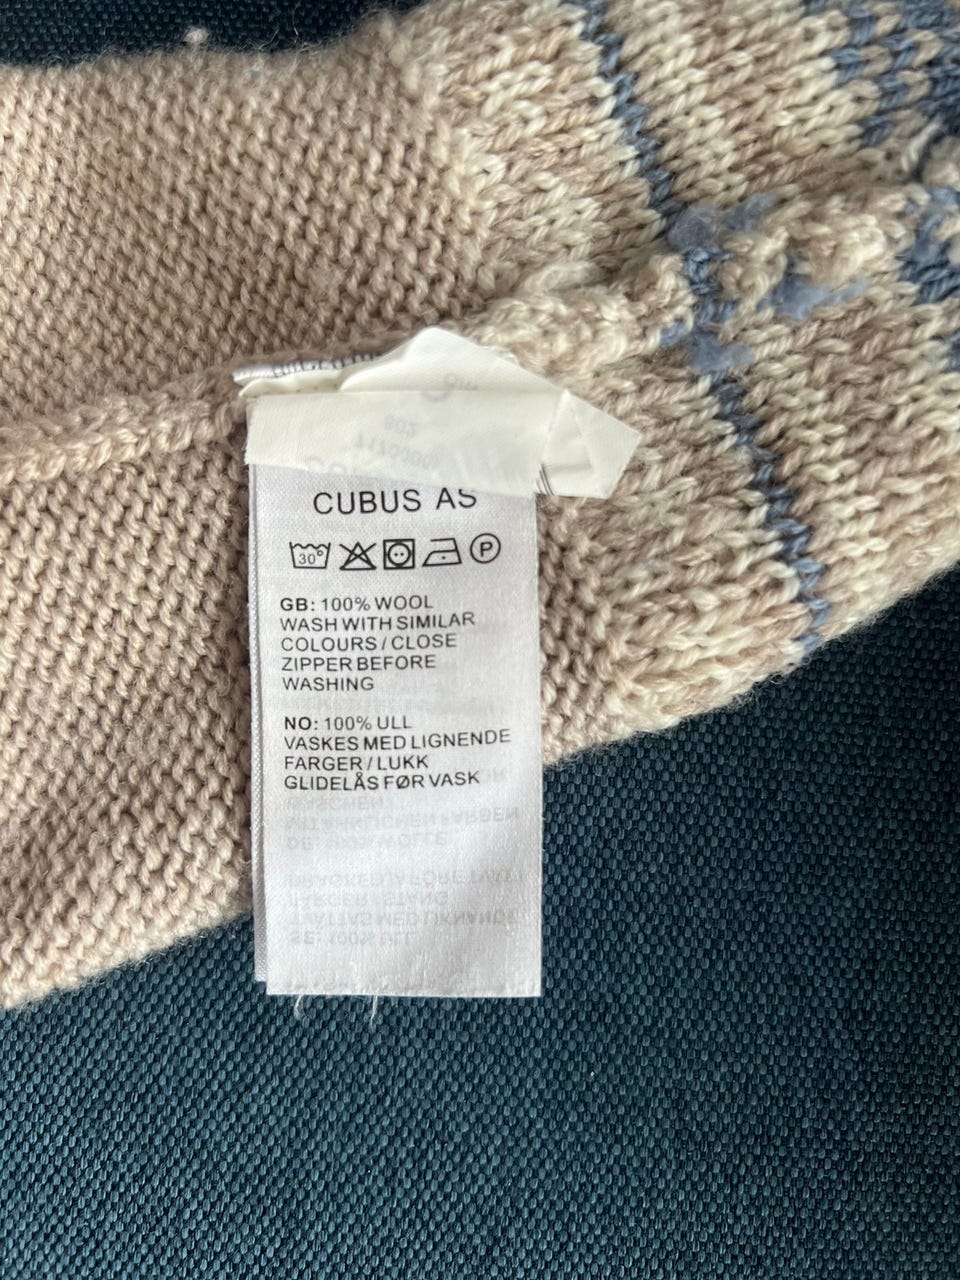 CUBUS AS
30°
P
GB: 100% WOOL
WASH WITH SIMILAR
COLOURS / CLOSE
ZIPPER BEFORE
WASHING
NO: 100% ULL
VASKES MED LIGNENDE
FARGER / LUKK
GLIDELÅS FØR VASK